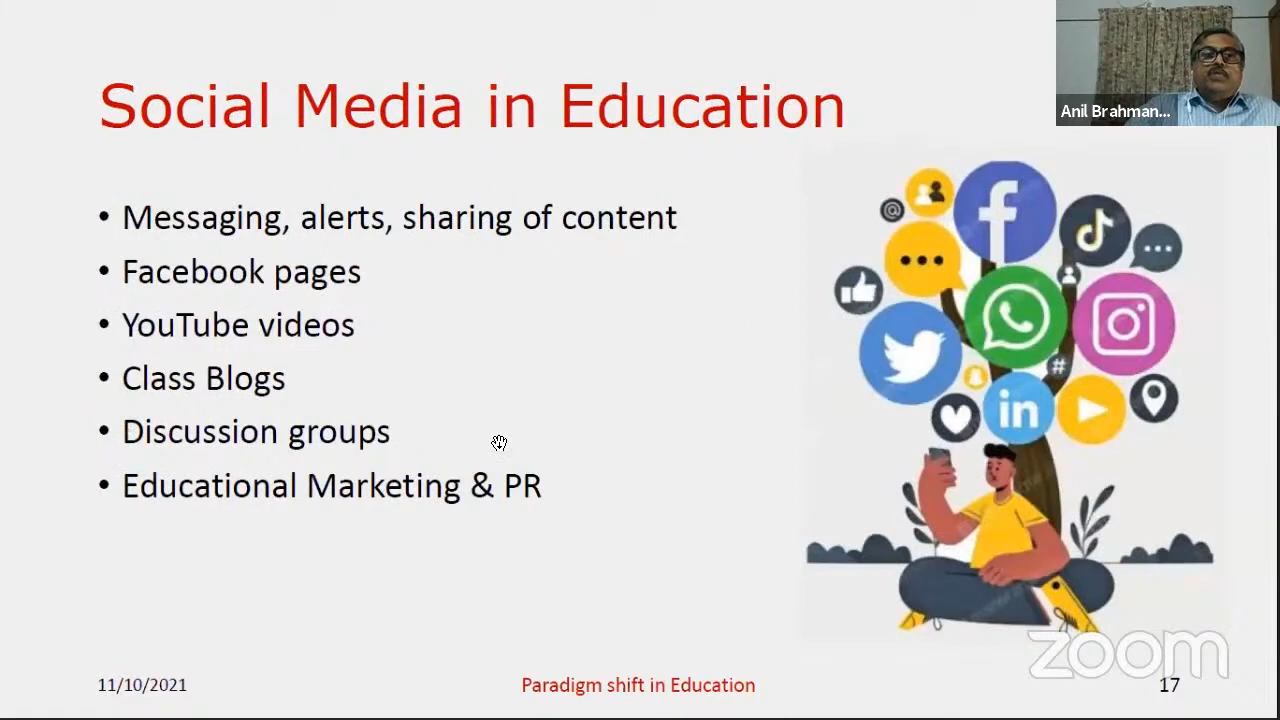 Social Media in Education
Anil Brahman...
• Messaging, alerts, sharing of content
• Facebook pages
• YouTube videos
• Class Blogs
• Discussion groups
• Educational Marketing & PR
@
f
#
in
zoom
11/10/2021
Paradigm shift in Education
17